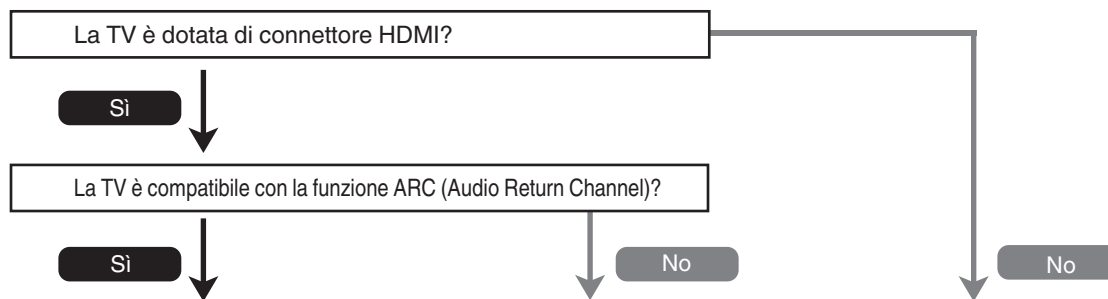 La TV è dotata di connettore HDMI?
Sì
La TV è compatibile con la funzione ARC (Audio Return Channel)?
Sì
No
No